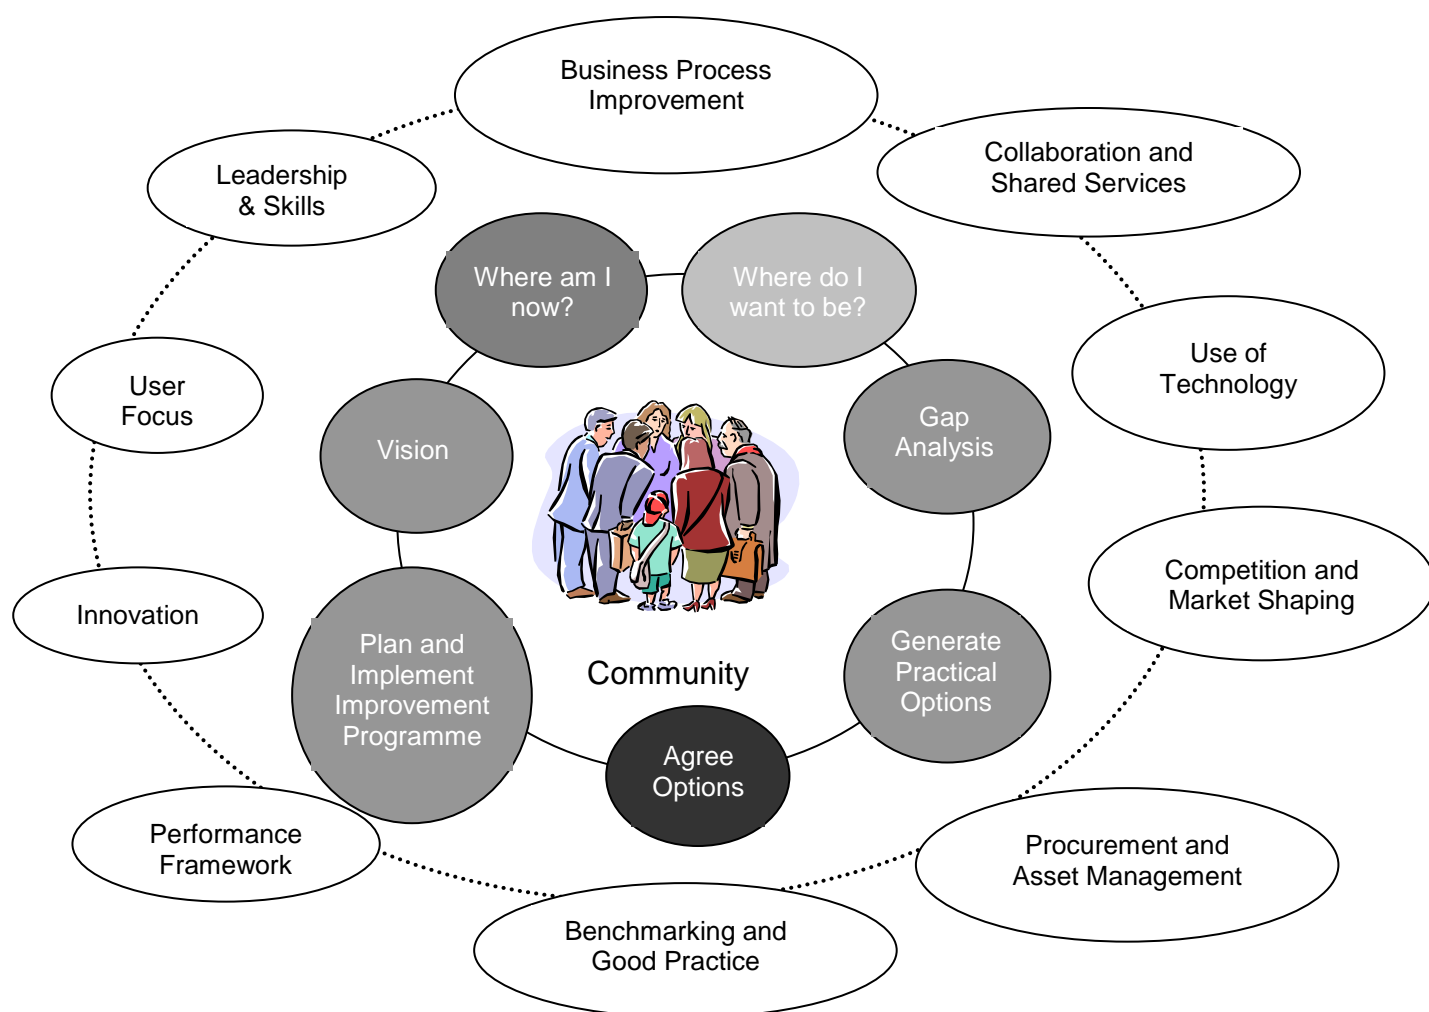 Business Process
Improvement
Collaboration and
Shared Services
Leadership
& Skills
Where am I
now?
Where do I
want to be?
Use of
Technology
User
Focus
Vision
Gap
Analysis
Competition and
Market Shaping
Innovation
Plan and
Implement
Improvement
Programme
Community
Generate
Practical
Options
Agree
Options
Performance
Framework
Procurement and
Asset Management
Benchmarking and
Good Practice